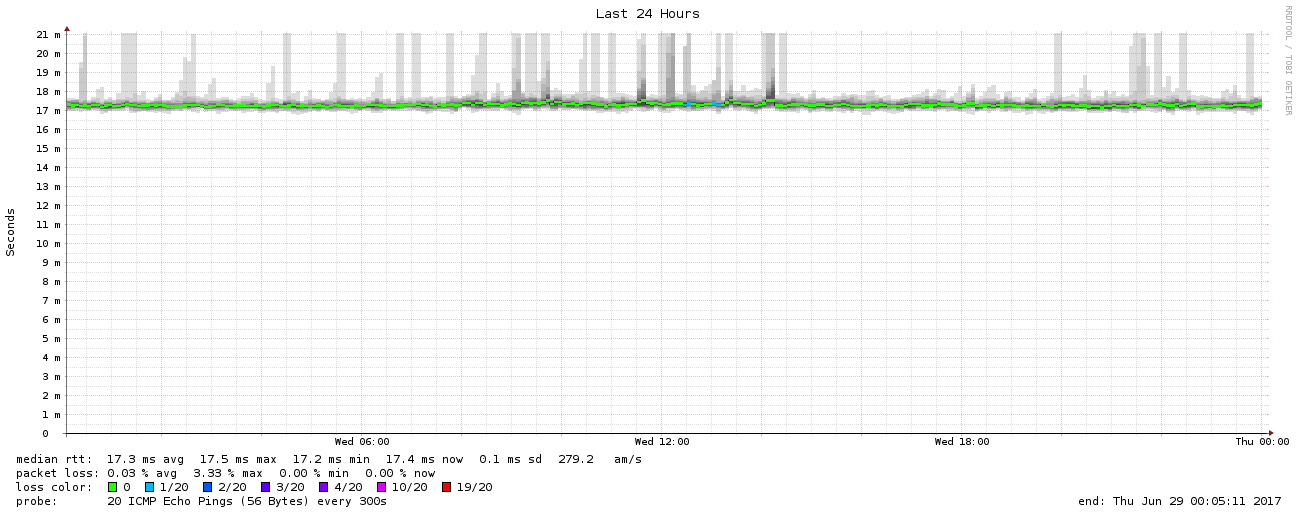 Last 24 Hours
RRDTOOL / TOBI OETIKER
21 m
20 m
19 m
18 m
17 m
16 m
15 m
14 m
13 m
12 m
11 m
10 m
9 m
8 m
7 m
6 m
5 m
4 m
3 m
2 m
1 m
0
Seconds
Wed 06:00 Wed 12:00 Wed 18:00 Thu 00:00
median rtt: 17.3 ms avg 17.5 ms max 17.2 ms min 17.4 ms now 0.1 ms sd 279.2 am/s
packet loss: 0.03 % avg 3.33 % max 0.00 % min 0.00 % now
loss color: 0 1/20 2/20 3/20 4/20 10/20 19/20
probe: 20 ICMP Echo Pings (56 Bytes) every 300s end: Thu Jun 29 00:05:11 2017